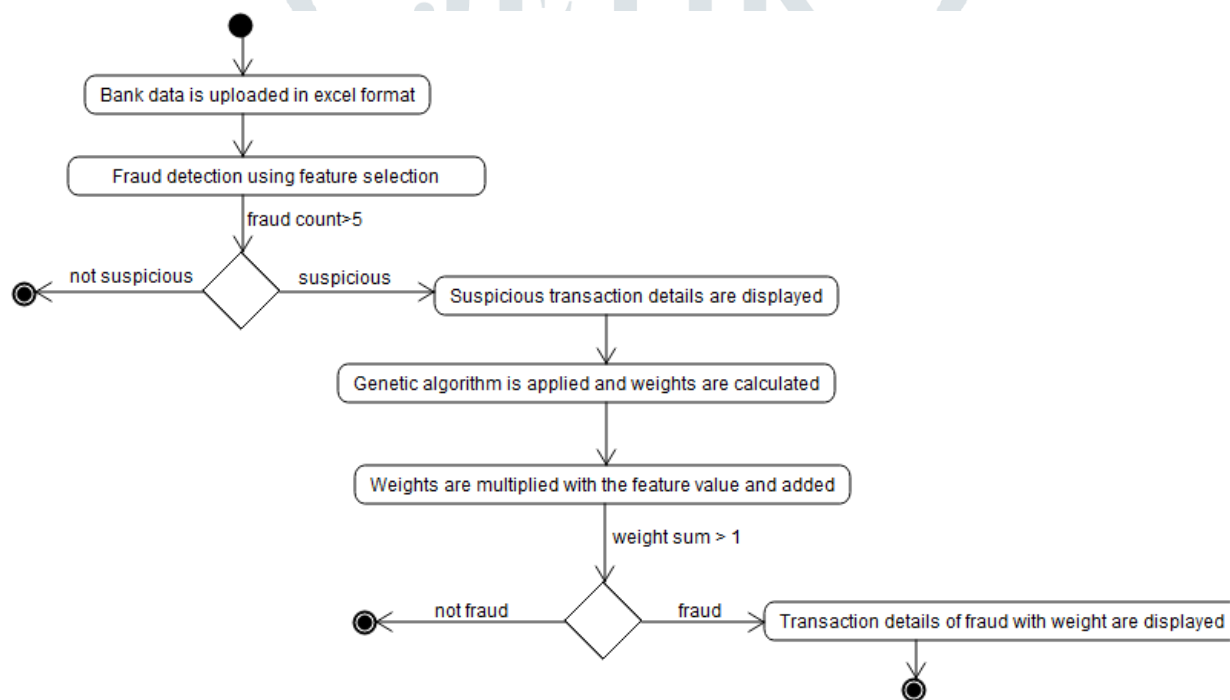 Bank data is uploaded in excel format
Fraud detection using feature selection
fraud count>5
not suspicious
suspicious
Suspicious transaction details are displayed
Genetic algorithm is applied and weights are calculated
Weights are multiplied with the feature value and added
weight sum > 1
not fraud
fraud
Transaction details of fraud with weight are displayed